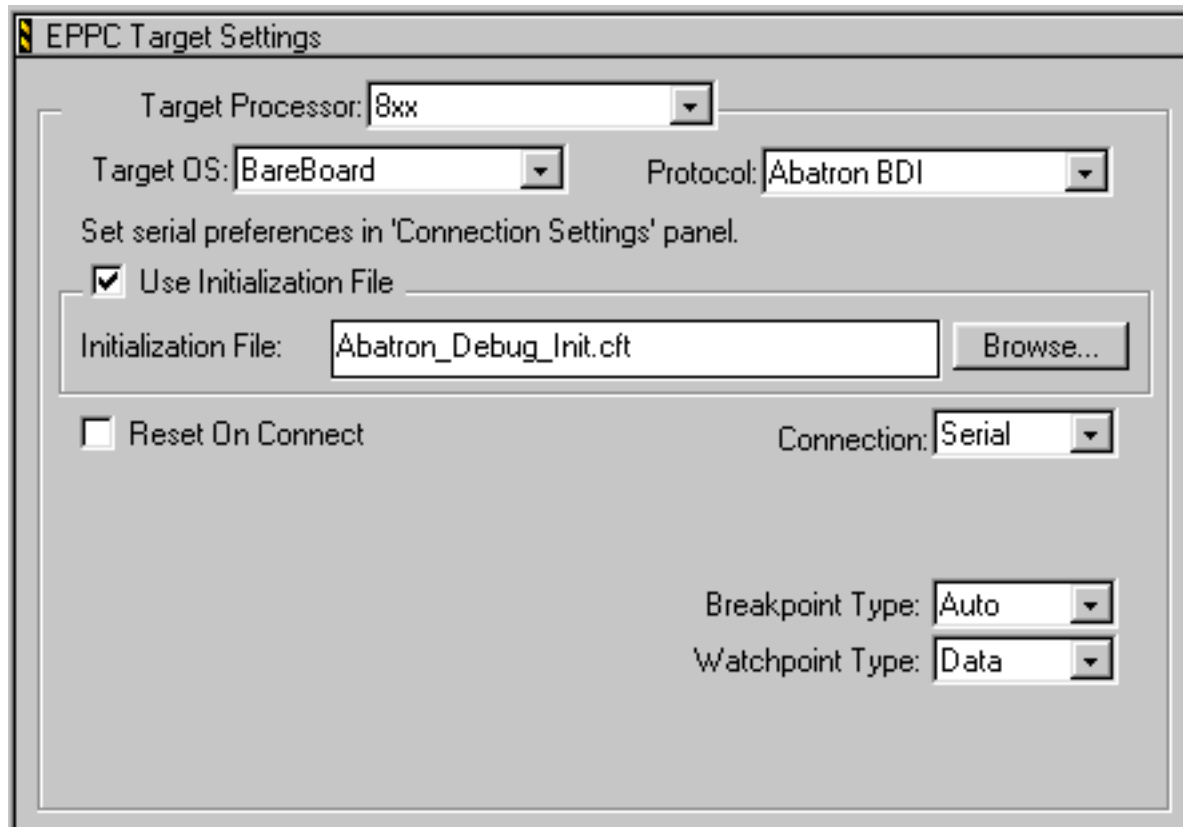 EPPC Target Settings
Target Processor: 8xx
Target OS: BareBoard Protocol: Abatron BDI
Set serial preferences in 'Connection Settings' panel.
Use Initialization File
Initialization File: Abatron_Debug_Init.cft Browse...
Reset On Connect Connection: Serial
Breakpoint Type: Auto
Watchpoint Type: Data